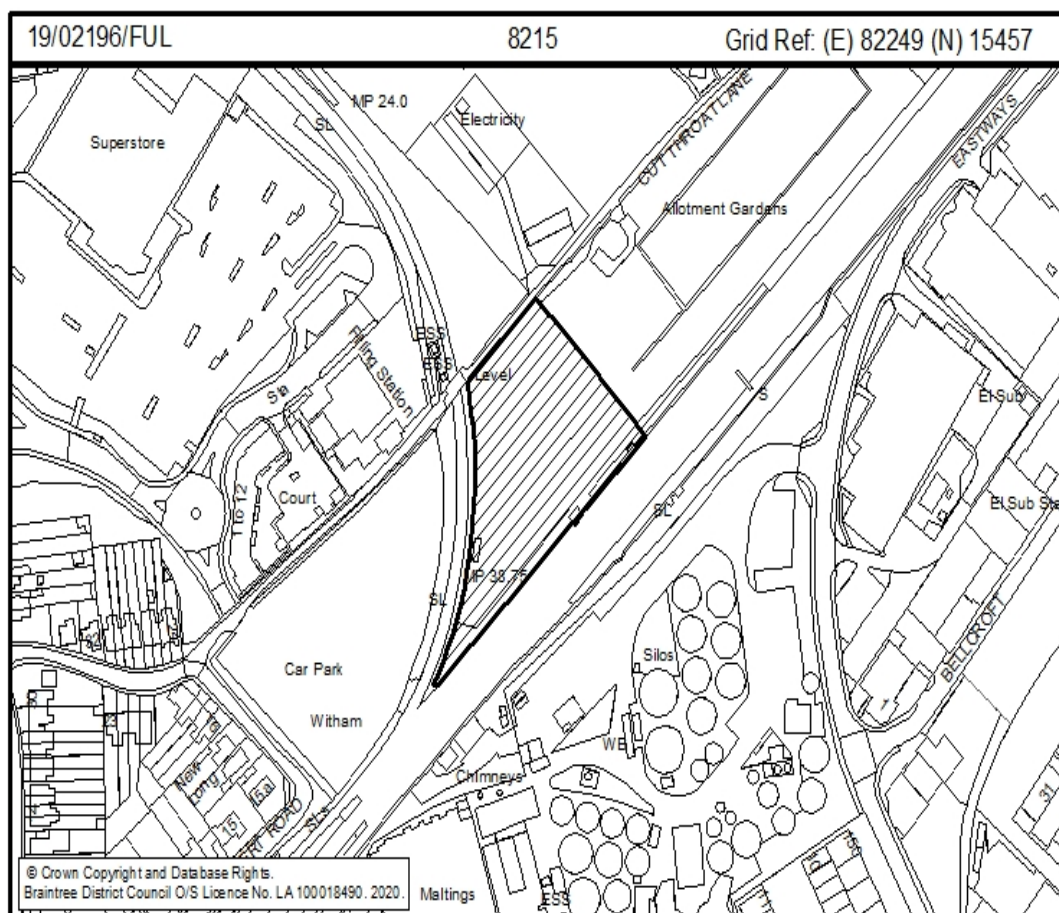 19/02196/FUL 8215 Grid Ref: (E) 82249 (N) 15457
MP 24.0
SL
Electricity
Superstore
CUT THROAT LANE
EASTWAYS
Allotment Gardens
ESS
ESS
Filling Station
Level
Sta
S
El Sub
Court
1 to 12
SL
El Sub Sta
MP 38.75
SL
Silos
BELLCROFT
Car Park
Witham
1
WB
Chimneys
New
Long
15a
15
SLs
ROAD
31
150
Maltings
ESS
© Crown Copyright and Database Rights.
Braintree District Council O/S Licence No. LA 100018490. 2020.